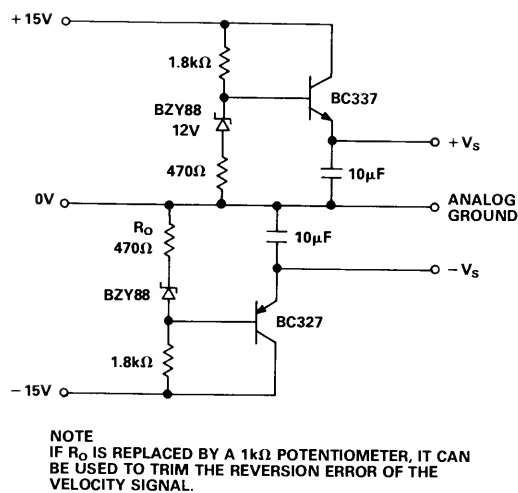 +15V
1.8kΩ
BC337
BZY88
12V
+VS
470Ω
10μF
0V
ANALOG
GROUND
RO
470Ω
10μF
BZY88
−VS
BC327
1.8kΩ
−15V
NOTE
IF RO IS REPLACED BY A 1kΩ POTENTIOMETER, IT CAN
BE USED TO TRIM THE REVERSION ERROR OF THE
VELOCITY SIGNAL.